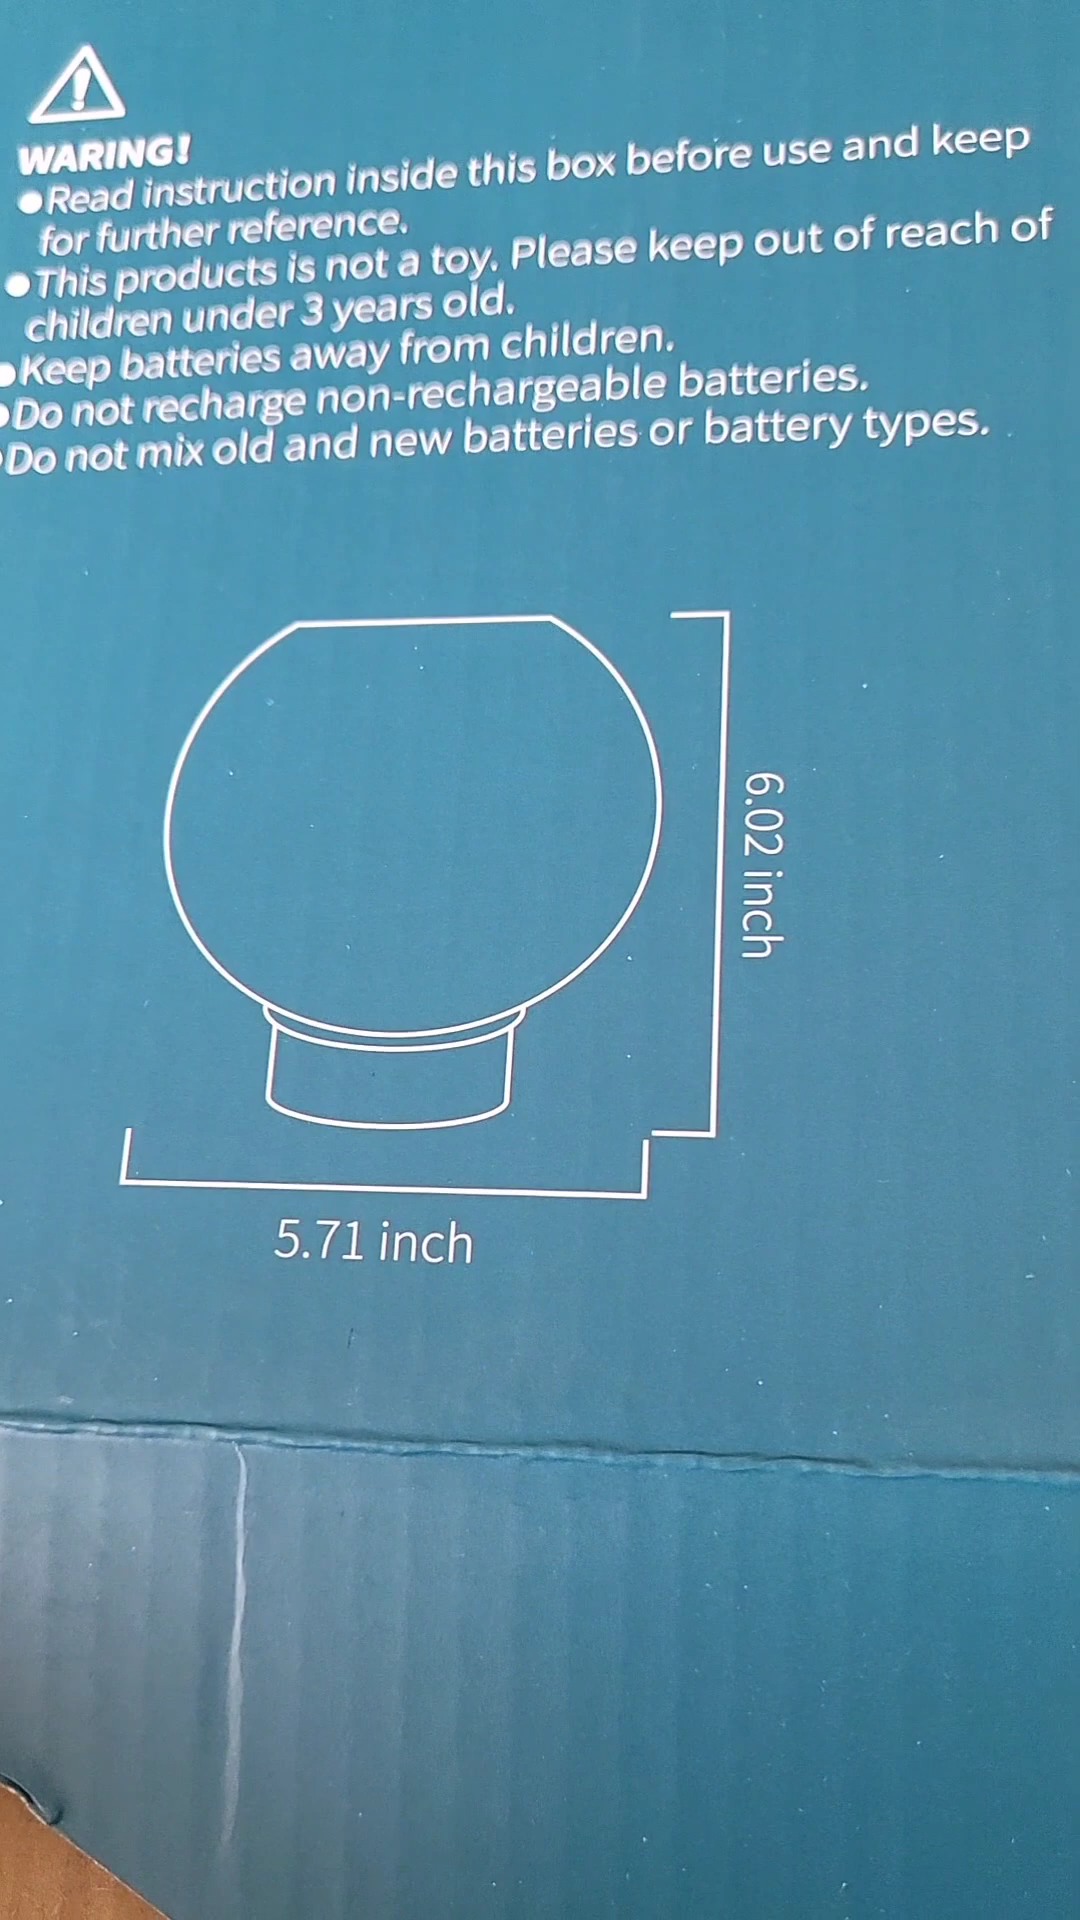 WARING!
●Read instruction inside this box before use and keep
for further reference.
●This products is not a toy. Please keep out of reach of
children under 3 years old.
●Keep batteries away from children.
●Do not recharge non-rechargeable batteries.
●Do not mix old and new batteries or battery types.
6.02 inch
5.71 inch